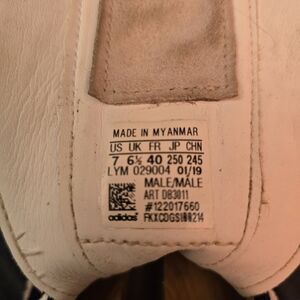 MADE IN MYANMAR
US UK FR JP CHN
7 6½ 40 250 245
LYM 029004 01/19
MALE/MÂLE
ART DB3011
#122017660
adidas